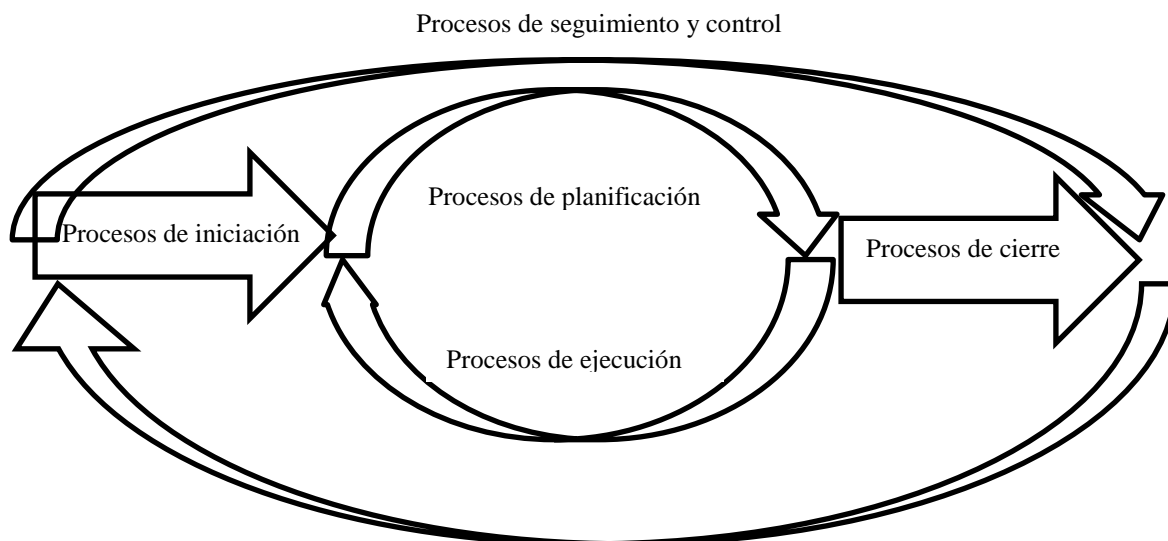 Procesos de seguimiento y control
Procesos de planificación
Procesos de iniciación
Procesos de cierre
Procesos de ejecución